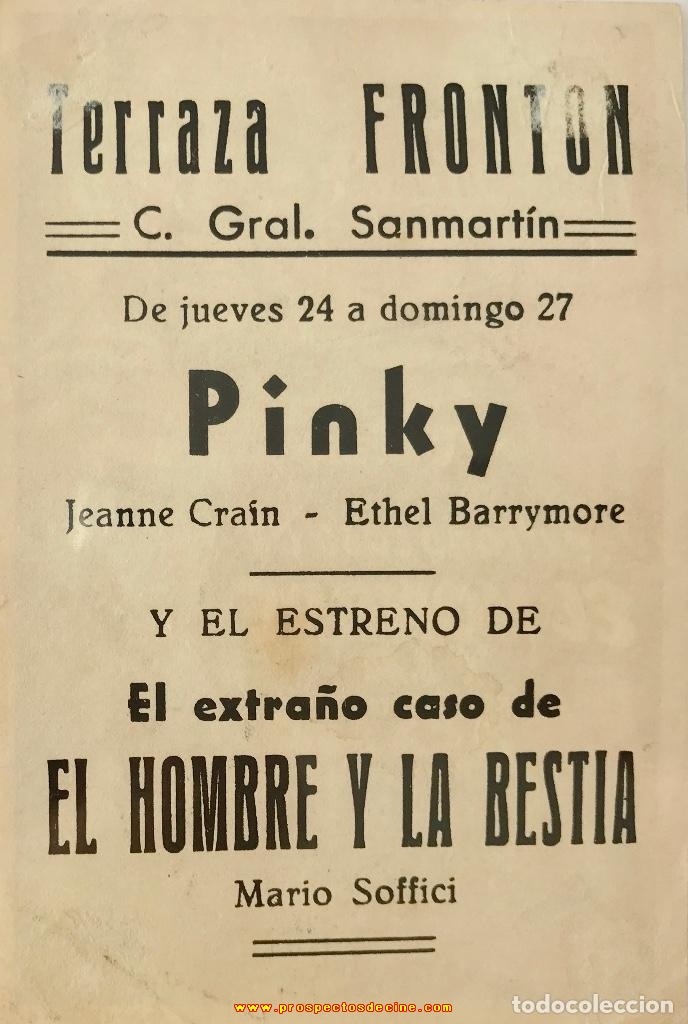 Terraza FRONTON
C. Gral. Sanmartín
De jueves 24 a domingo 27
Pinky
Jeanne Crain - Ethel Barrymore
Y EL ESTRENO DE
El extraño caso de
EL HOMBRE Y LA BESTIA
Mario Soffici
www.prospectosdecine.com
todocoleccion